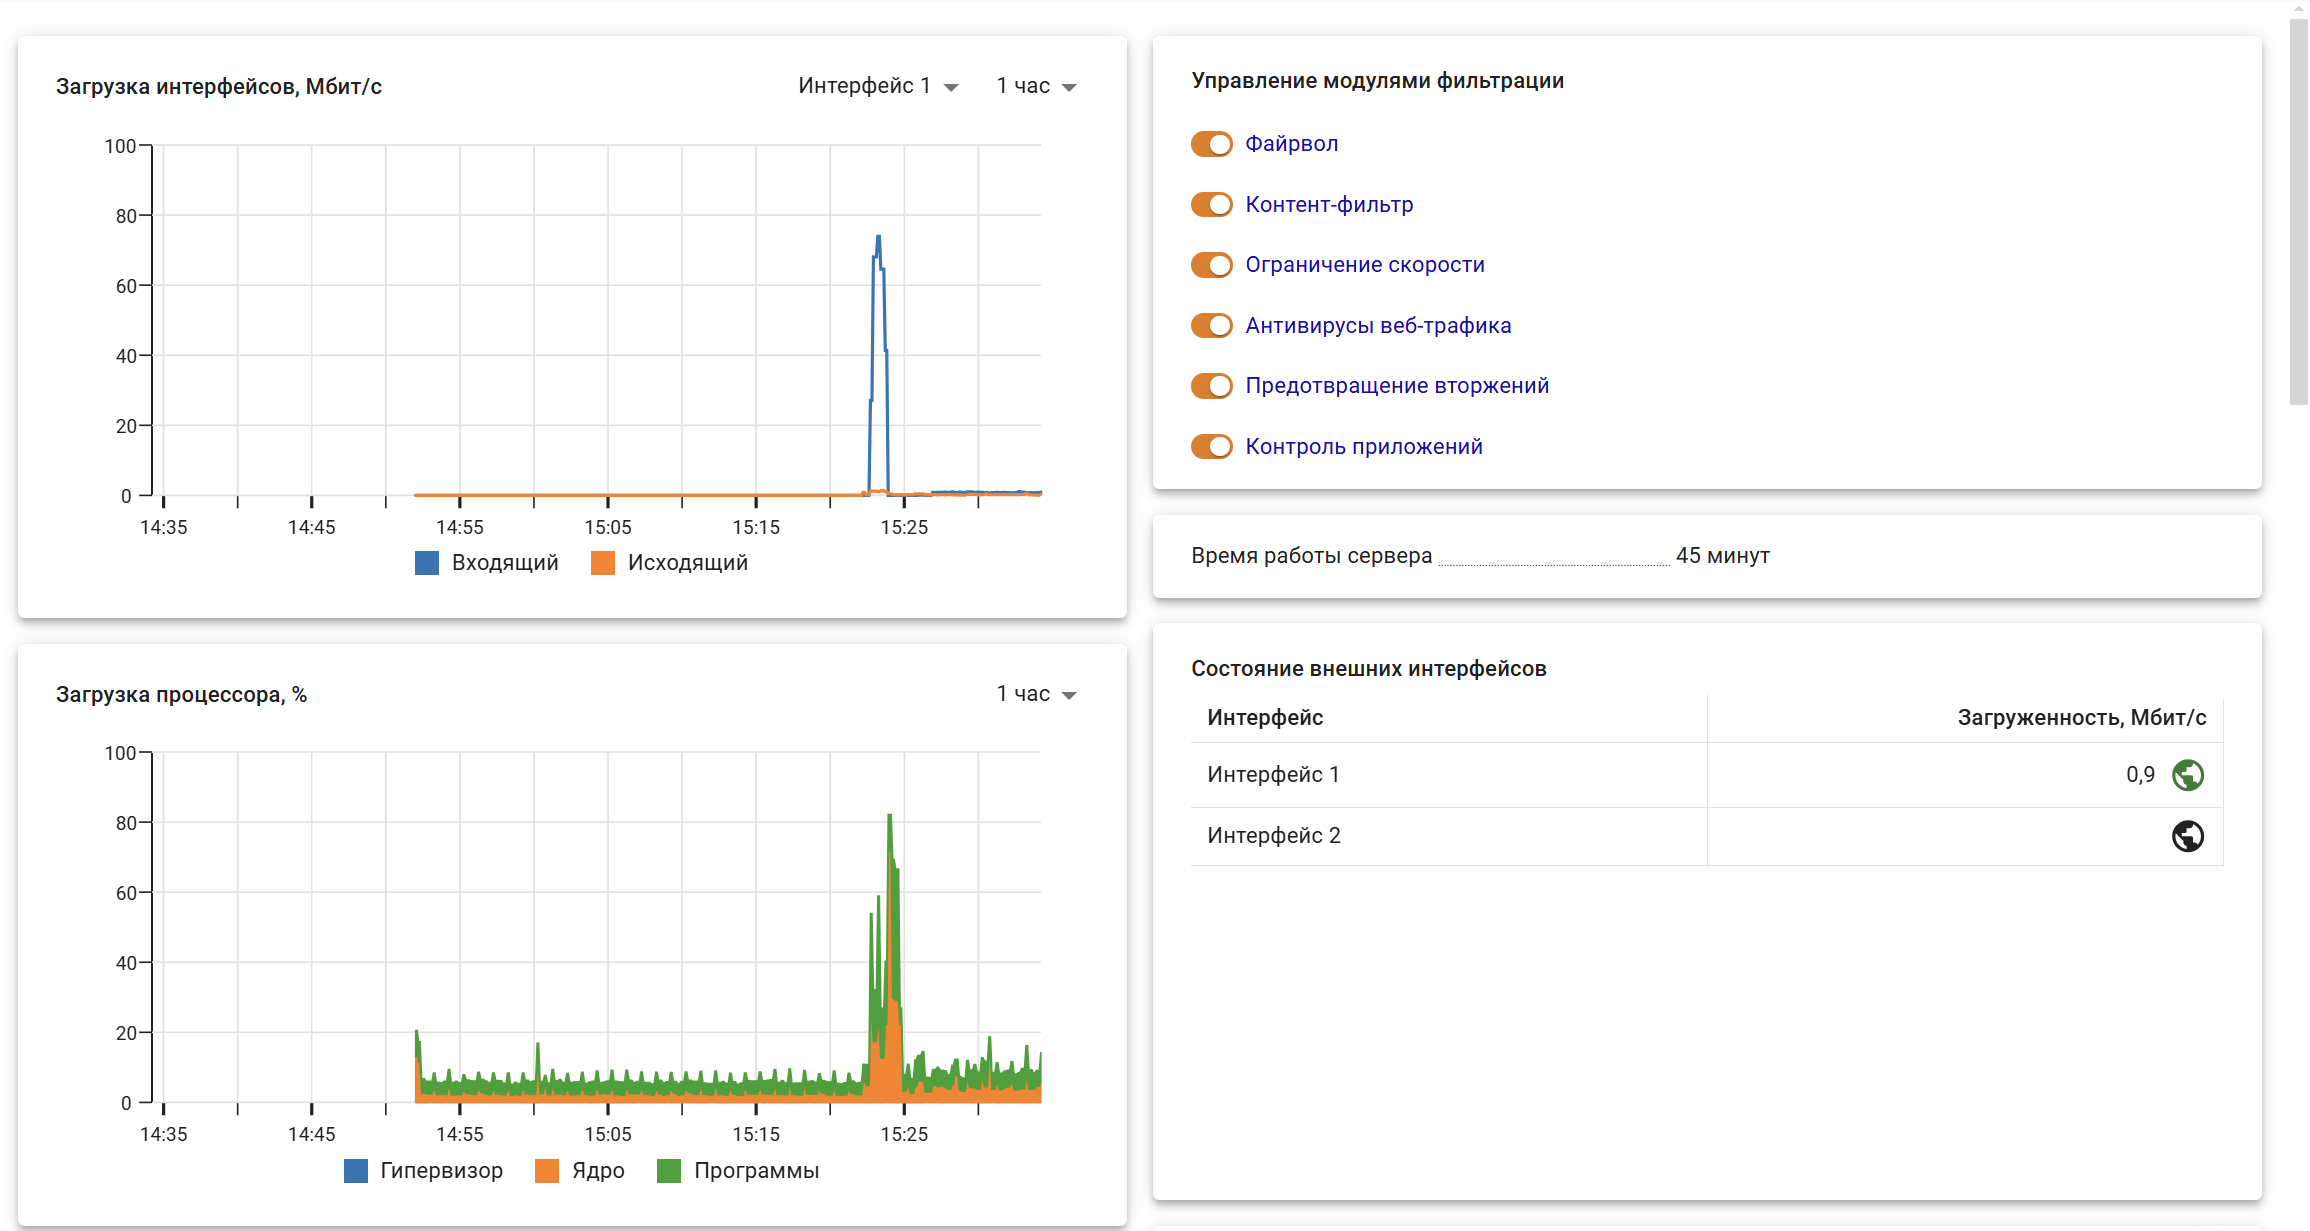 Загрузка интерфейсов, Мбит/с
Интерфейс 1
1 час
100
80
60
40
20
0
14:35 14:45 14:55 15:05 15:15 15:25
Входящий Исходящий
Загрузка процессора, %
1 час
100
80
60
40
20
0
14:35 14:45 14:55 15:05 15:15 15:25
Гипервизор Ядро Программы
Управление модулями фильтрации
Файрвол
Контент-фильтр
Ограничение скорости
Антивирусы веб-трафика
Предотвращение вторжений
Контроль приложений
Время работы сервера 45 минут
Состояние внешних интерфейсов
Интерфейс Загруженность, Мбит/с
Интерфейс 1 0,9
Интерфейс 2